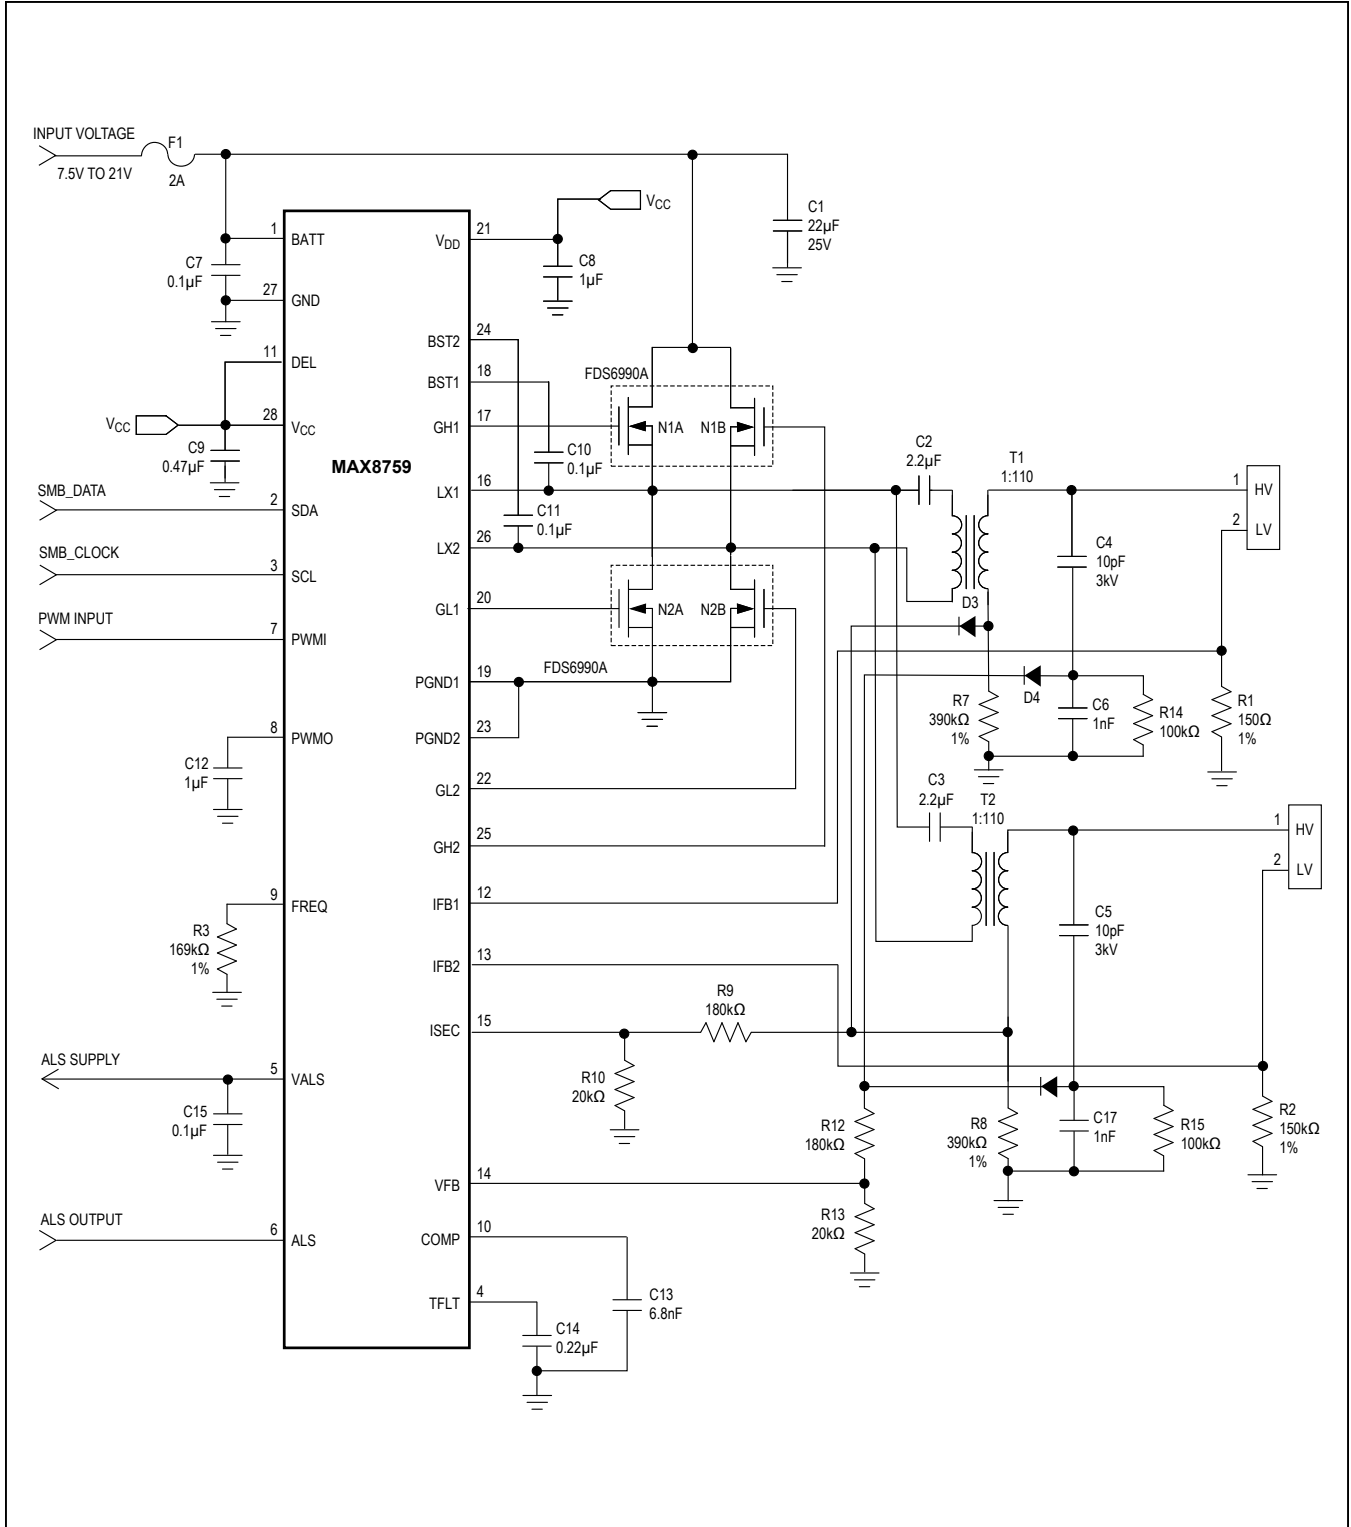 INPUT VOLTAGE
F1
7.5V TO 21V
2A
VCC
C1
22µF
25V
1
BATT
21
VDD
C7
0.1µF
C8
1µF
27
GND
24
BST2
11
DEL
18
BST1
FDS6990A
VCC
28
VCC
17
GH1
N1A
N1B
C9
0.47µF
MAX8759
C10
0.1µF
C2
2.2µF
T1
1:110
SMB_DATA
2
SDA
16
LX1
1
HV
C11
0.1µF
2
LV
SMB_CLOCK
3
SCL
26
LX2
C4
10pF
3kV
20
GL1
N2A
N2B
D3
PWM INPUT
7
PWMI
19
PGND1
FDS6990A
D4
R7
390kΩ
1%
C6
1nF
R14
100kΩ
R1
150Ω
1%
8
PWMO
23
PGND2
C12
1µF
22
GL2
C3
2.2µF
T2
1:110
1
HV
25
GH2
2
LV
9
FREQ
12
IFB1
R3
169kΩ
1%
C5
10pF
3kV
13
IFB2
R9
180kΩ
15
ISEC
ALS SUPPLY
5
VALS
R10
20kΩ
C15
0.1µF
R12
180kΩ
R8
390kΩ
1%
C17
1nF
R15
100kΩ
R2
150kΩ
1%
14
VFB
ALS OUTPUT
6
ALS
R13
20kΩ
10
COMP
4
TFLT
C13
6.8nF
C14
0.22µF